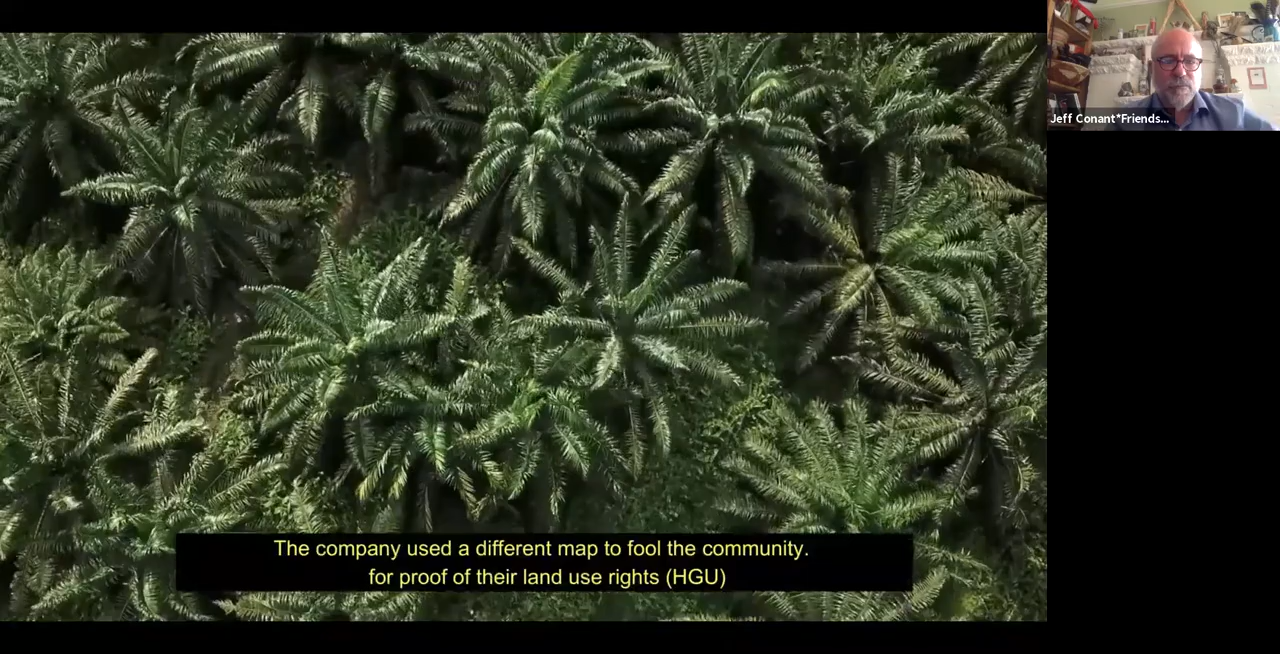 Jeff Conant*Friends...
The company used a different map to fool the community.
for proof of their land use rights (HGU)